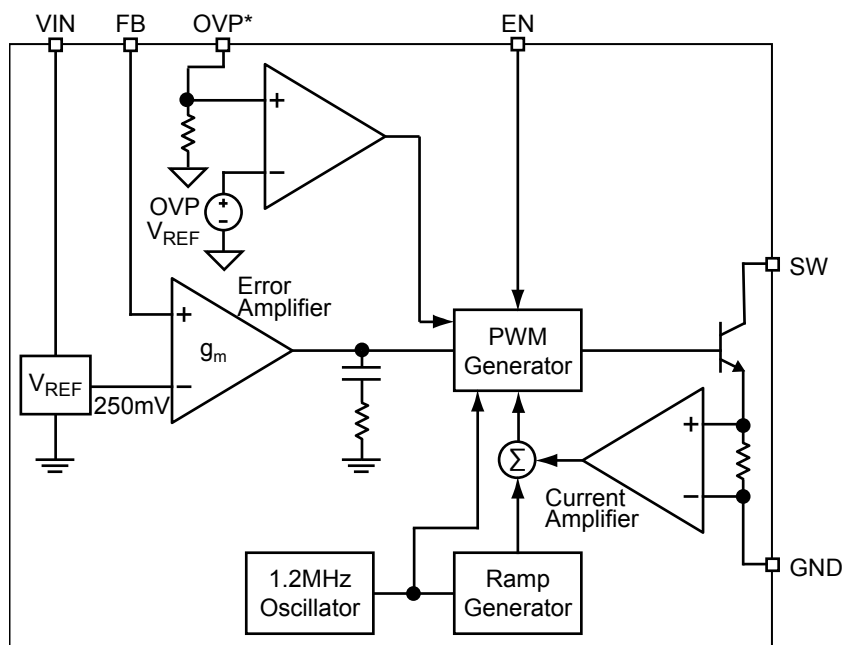 VIN
FB
OVP*
EN
+
−
OVP
VREF
+
−
SW
Error
Amplifier
+
gm
−
VREF
250mV
PWM
Generator
Σ
+
−
Current
Amplifier
GND
1.2MHz
Oscillator
Ramp
Generator